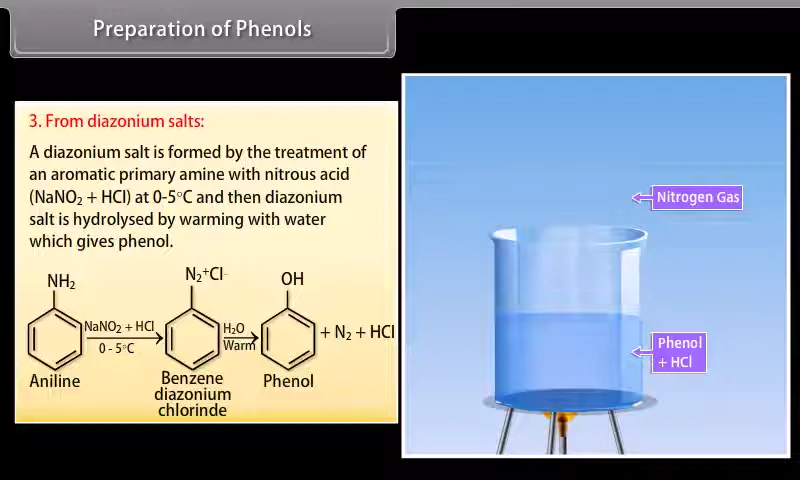 Preparation of Phenols
3. From diazonium salts:
A diazonium salt is formed by the treatment of
an aromatic primary amine with nitrous acid
(NaNO₂ + HCl) at 0-5°C and then diazonium
salt is hydrolysed by warming with water
which gives phenol.
NH₂
N₂⁺Cl⁻
OH
NaNO₂ + HCl
0 - 5°C
H₂O
Warm
+ N₂ + HCl
Aniline
Benzene
diazonium
chlorinde
Phenol
Nitrogen Gas
Phenol
+ HCl